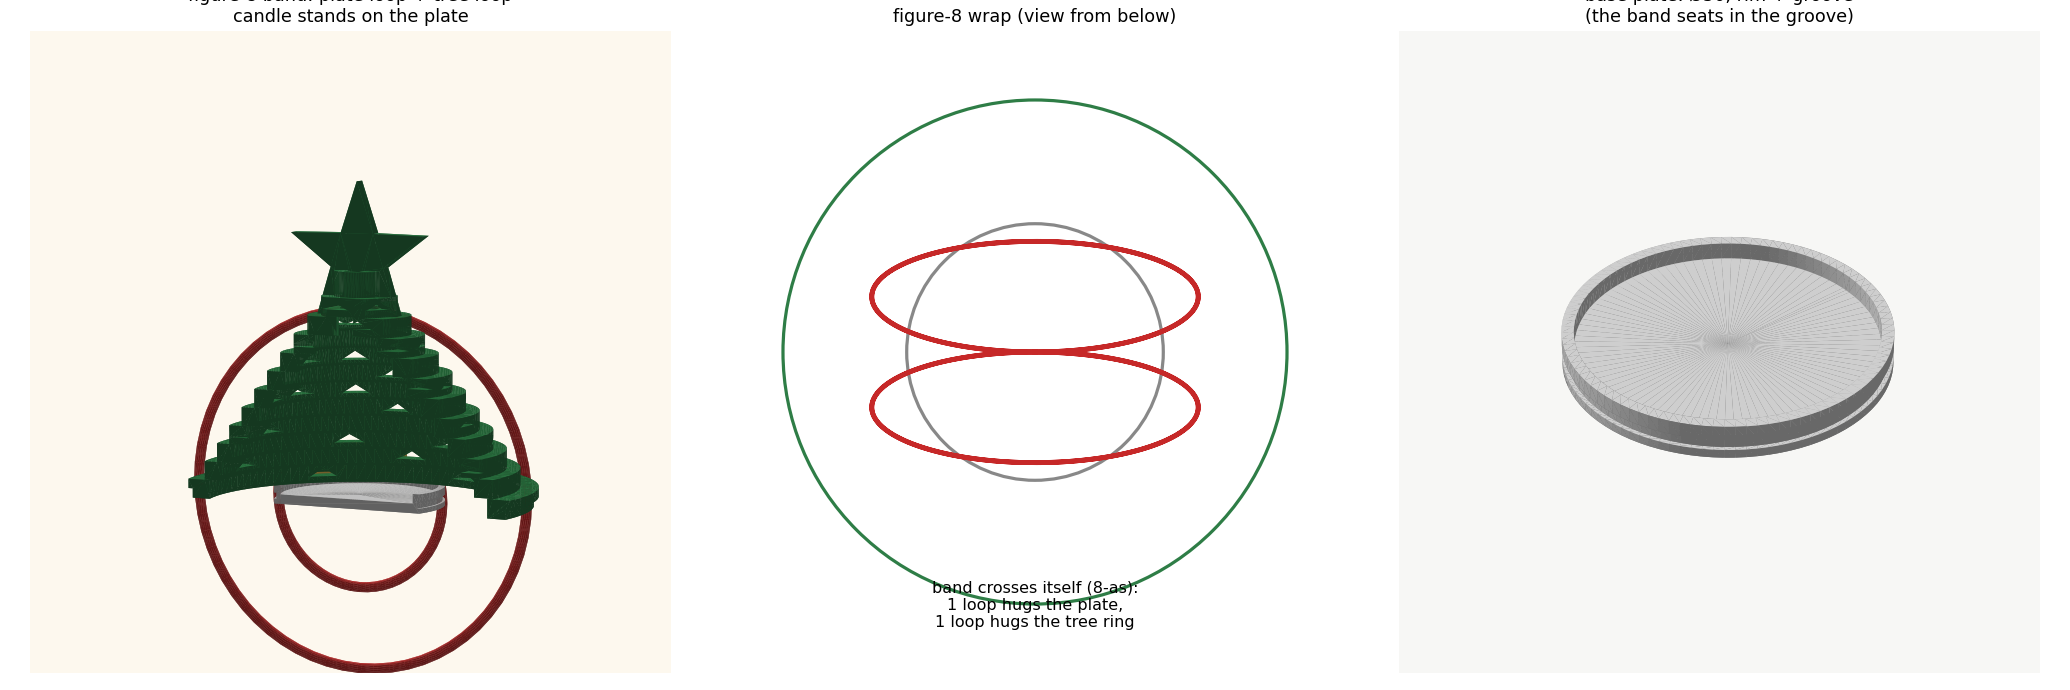 candle stands on the plate
figure-8 wrap (view from below)
(the band seats in the groove)
band crosses itself (8-as):
1 loop hugs the plate,
1 loop hugs the tree ring